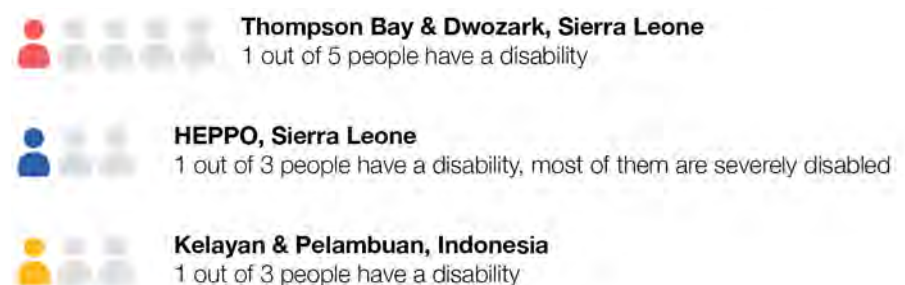 Thompson Bay & Dwozark, Sierra Leone
1 out of 5 people have a disability
HEPPO, Sierra Leone
1 out of 3 people have a disability, most of them are severely disabled
Kelayan & Pelambuan, Indonesia
1 out of 3 people have a disability